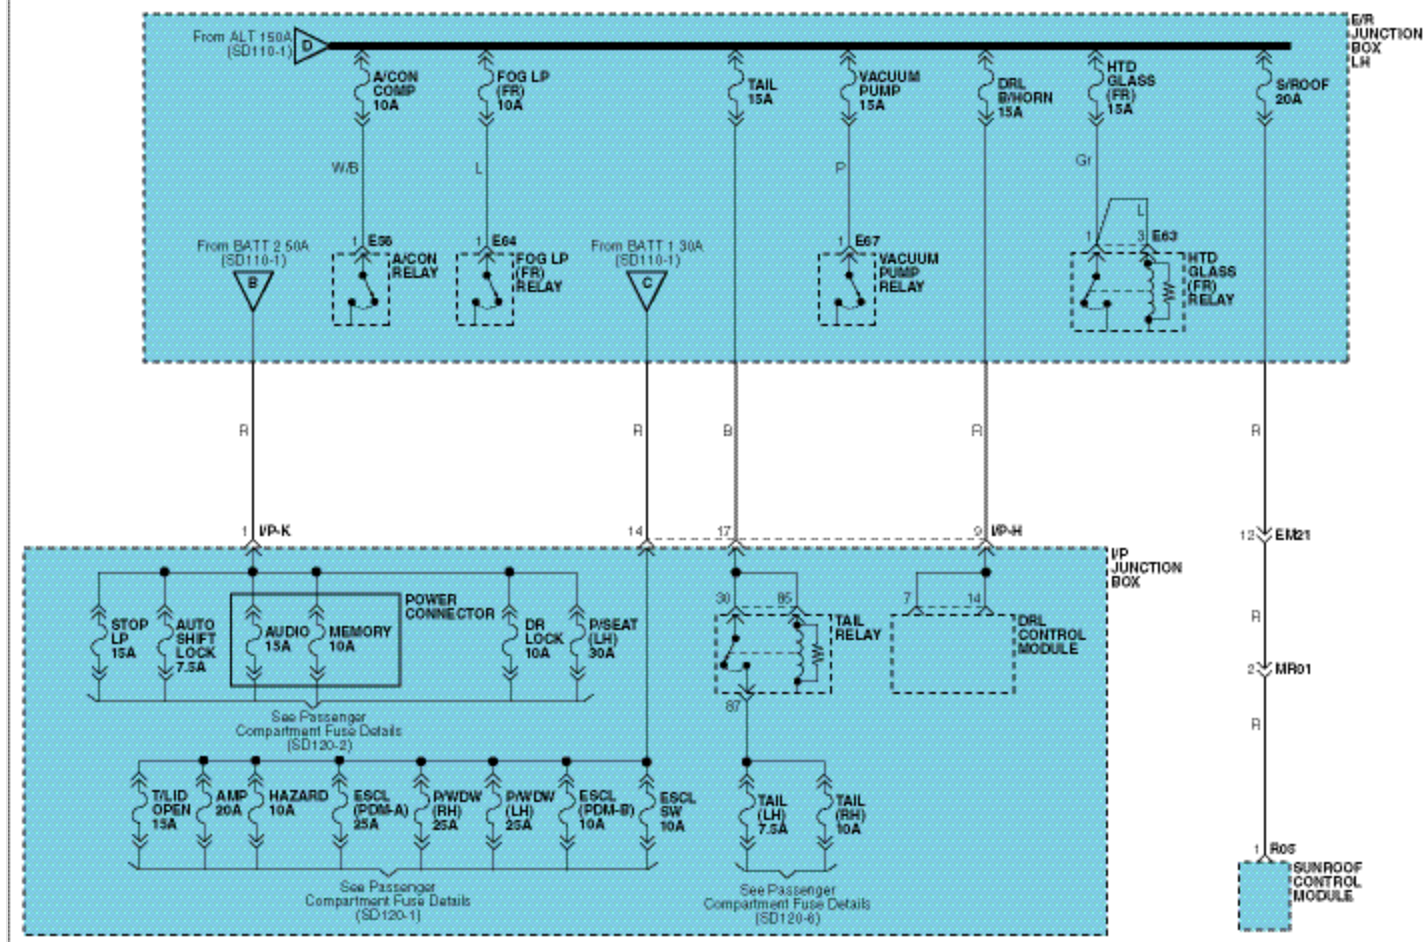 From ALT 150A
(SD110-1)
D
E/R
JUNCTION
BOX
LH
A/CON
COMP
10A
FOG LP
(FR)
10A
TAIL
15A
VACUUM
PUMP
15A
DRL
B/HORN
15A
HTD
GLASS
(FR)
15A
S/ROOF
20A
W/B
L
P
Gr
L
From BATT 2 50A
(SD110-1)
B
1 E56
A/CON
RELAY
1 E64
FOG LP
(FR)
RELAY
From BATT 1 30A
(SD110-1)
C
1 E67
VACUUM
PUMP
RELAY
1 3 E63
HTD
GLASS
(FR)
RELAY
R
R
B
R
R
1 I/P-K
14
17
9 I/P-H
12 EM21
I/P
JUNCTION
BOX
STOP
LP
15A
AUTO
SHIFT
LOCK
7.5A
AUDIO
15A
MEMORY
10A
POWER
CONNECTOR
DR
LOCK
10A
P/SEAT
(LH)
30A
30 85
TAIL
RELAY
87
7 14
DRL
CONTROL
MODULE
R
2 MR01
R
See Passenger
Compartment Fuse Details
(SD120-2)
T/LID
OPEN
15A
AMP
20A
HAZARD
10A
ESCL
(PDM-A)
25A
P/WDW
(RH)
25A
P/WDW
(LH)
25A
ESCL
(PDM-B)
10A
ESCL
SW
10A
TAIL
(LH)
7.5A
TAIL
(RH)
10A
See Passenger
Compartment Fuse Details
(SD120-1)
See Passenger
Compartment Fuse Details
(SD120-6)
1 R05
SUNROOF
CONTROL
MODULE